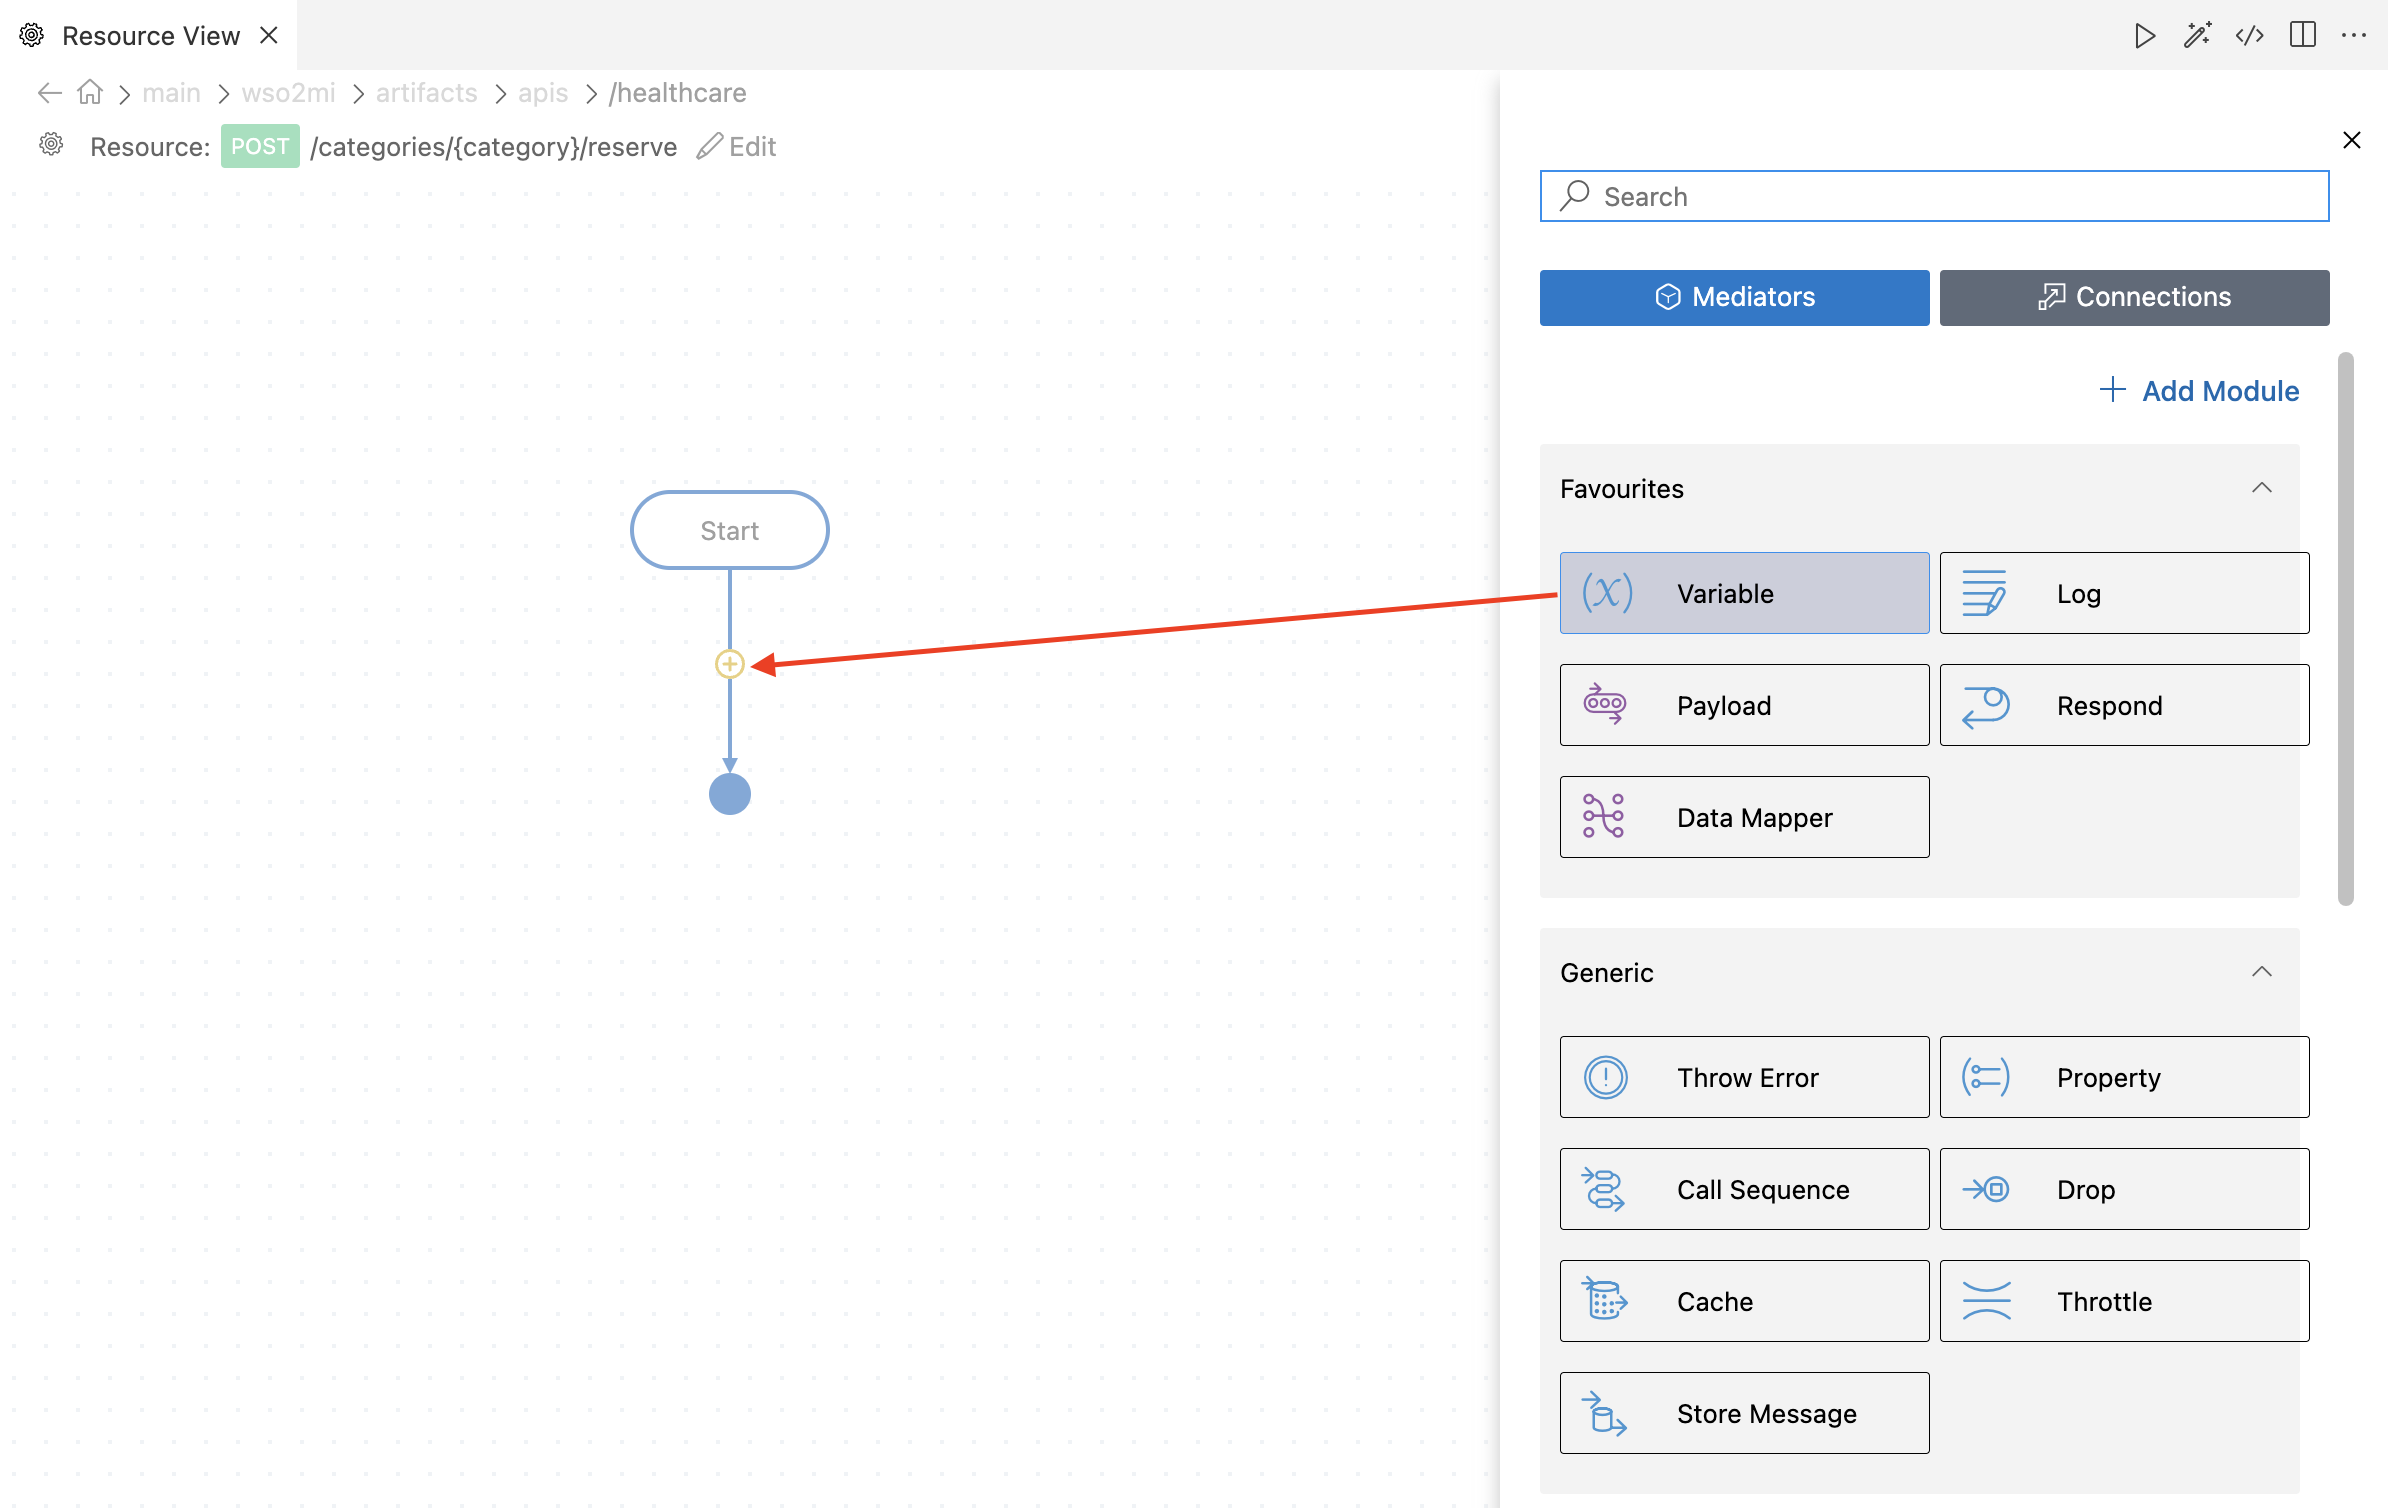 Resource View
main > wso2mi > artifacts > apis > /healthcare
Resource: POST /categories/{category}/reserve Edit
Search
Mediators Connections
Add Module
Favourites
Start
Variable Log
Payload Respond
Data Mapper
Generic
Throw Error Property
Call Sequence Drop
Cache Throttle
Store Message